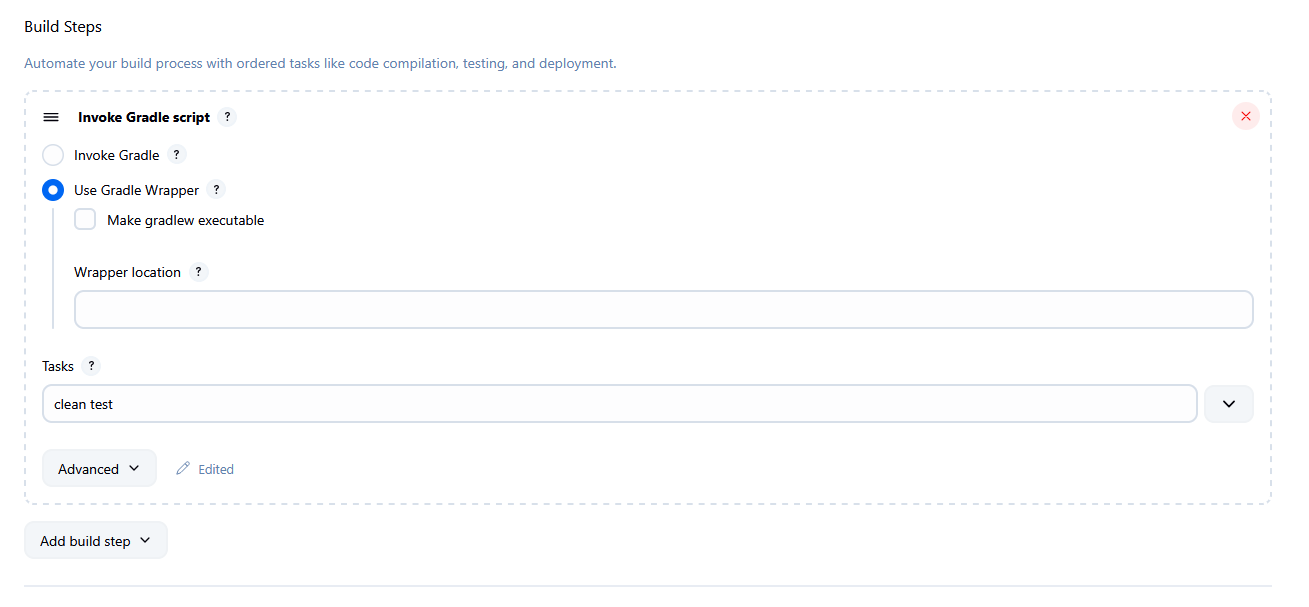 Build Steps
Automate your build process with ordered tasks like code compilation, testing, and deployment.
Invoke Gradle script ?
Invoke Gradle ?
Use Gradle Wrapper ?
Make gradlew executable
Wrapper location ?
Tasks ?
clean test
Advanced Edited
Add build step